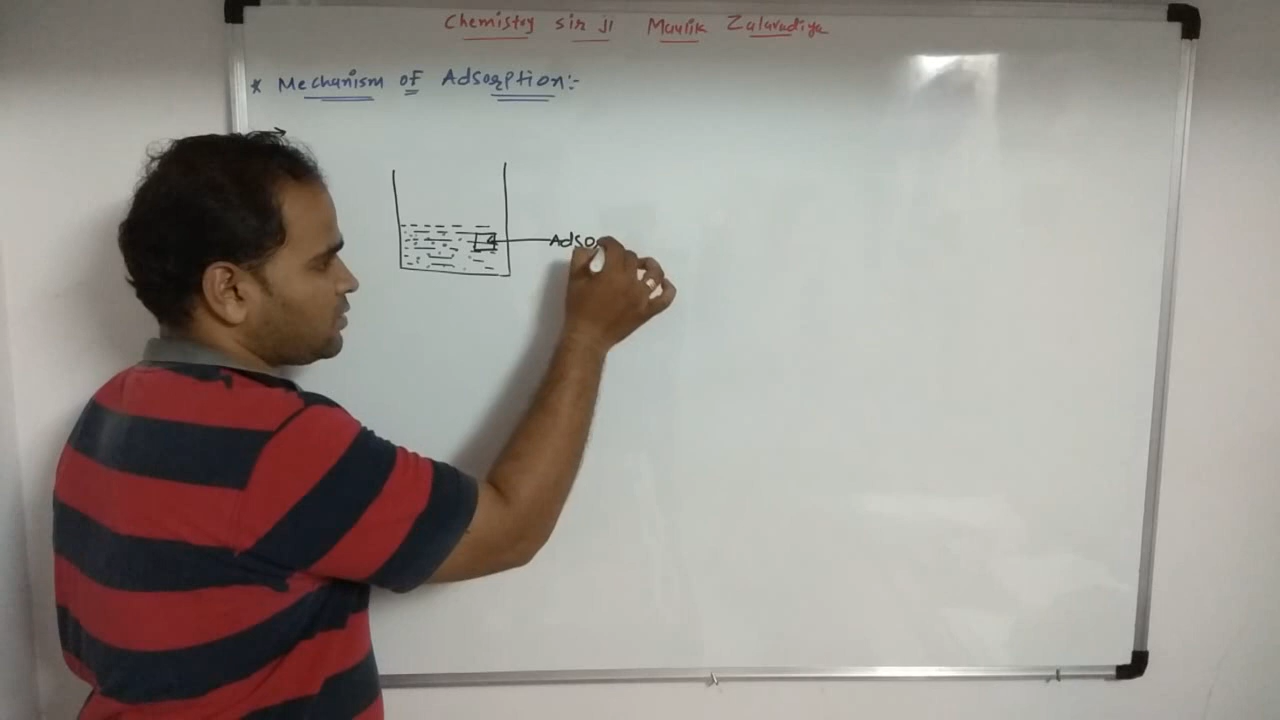 Chemistry sir ji Maulik Zalavadiya
* Mechanism of Adsorption:-
Adso